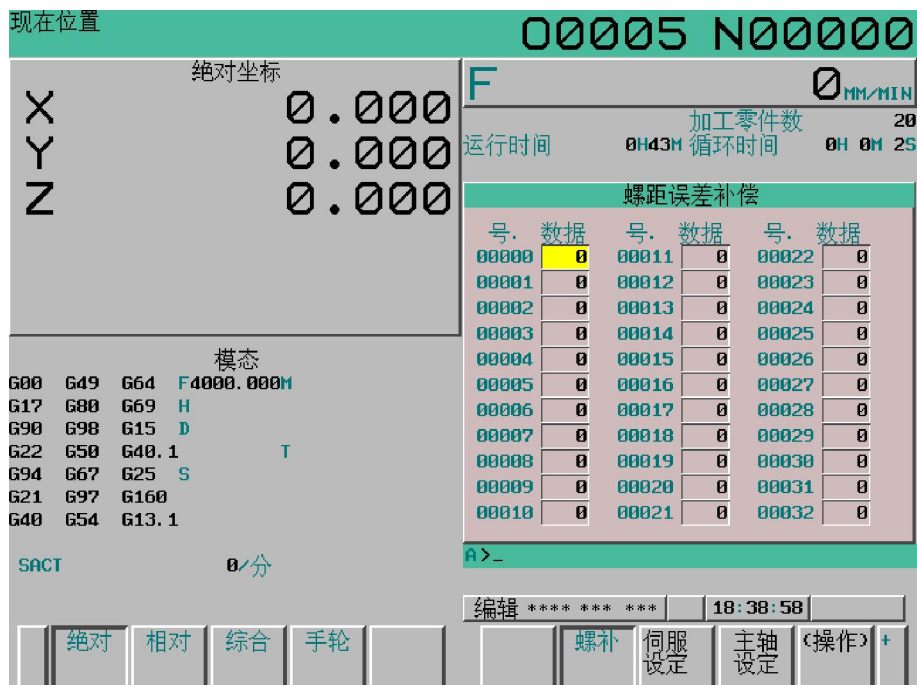 现在位置 O0005 N00000
绝对坐标
X 0.000
Y 0.000
Z 0.000
F 0 MM/MIN
加工零件数 20
运行时间 0H43M 循环时间 0H 0M 2S
螺距误差补偿
号. 数据 号. 数据 号. 数据
00000 0 00011 0 00022 0
00001 0 00012 0 00023 0
00002 0 00013 0 00024 0
00003 0 00014 0 00025 0
00004 0 00015 0 00026 0
00005 0 00016 0 00027 0
00006 0 00017 0 00028 0
00007 0 00018 0 00029 0
00008 0 00019 0 00030 0
00009 0 00020 0 00031 0
00010 0 00021 0 00032 0
模态
G00 G49 G64 F4000.000M
G17 G80 G69 H
G90 G98 G15 D
G22 G50 G40.1 T
G94 G67 G25 S
G21 G97 G160
G40 G54 G13.1
SACT 0/分
A>_
编辑 **** *** *** 18:38:58
绝对 相对 综合 手轮 螺补 伺服设定 主轴设定 (操作) +